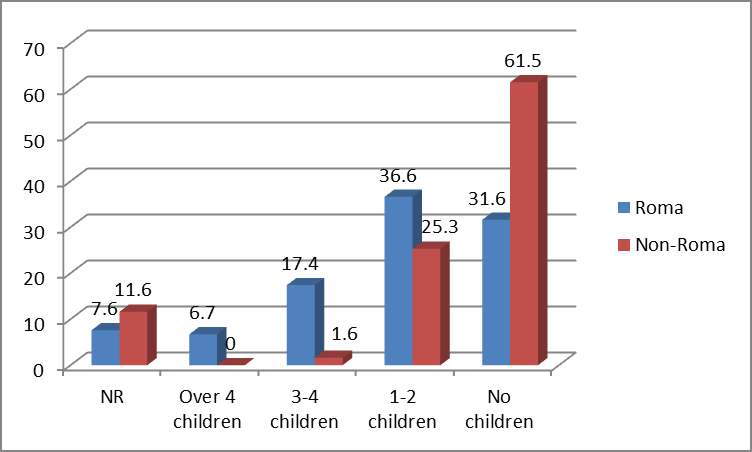 70
60
50
40
30
20
10
0
7.6
11.6
6.7
0
17.4
1.6
36.6
25.3
31.6
61.5
NR
Over 4
children
3-4
children
1-2
children
No
children
Roma
Non-Roma